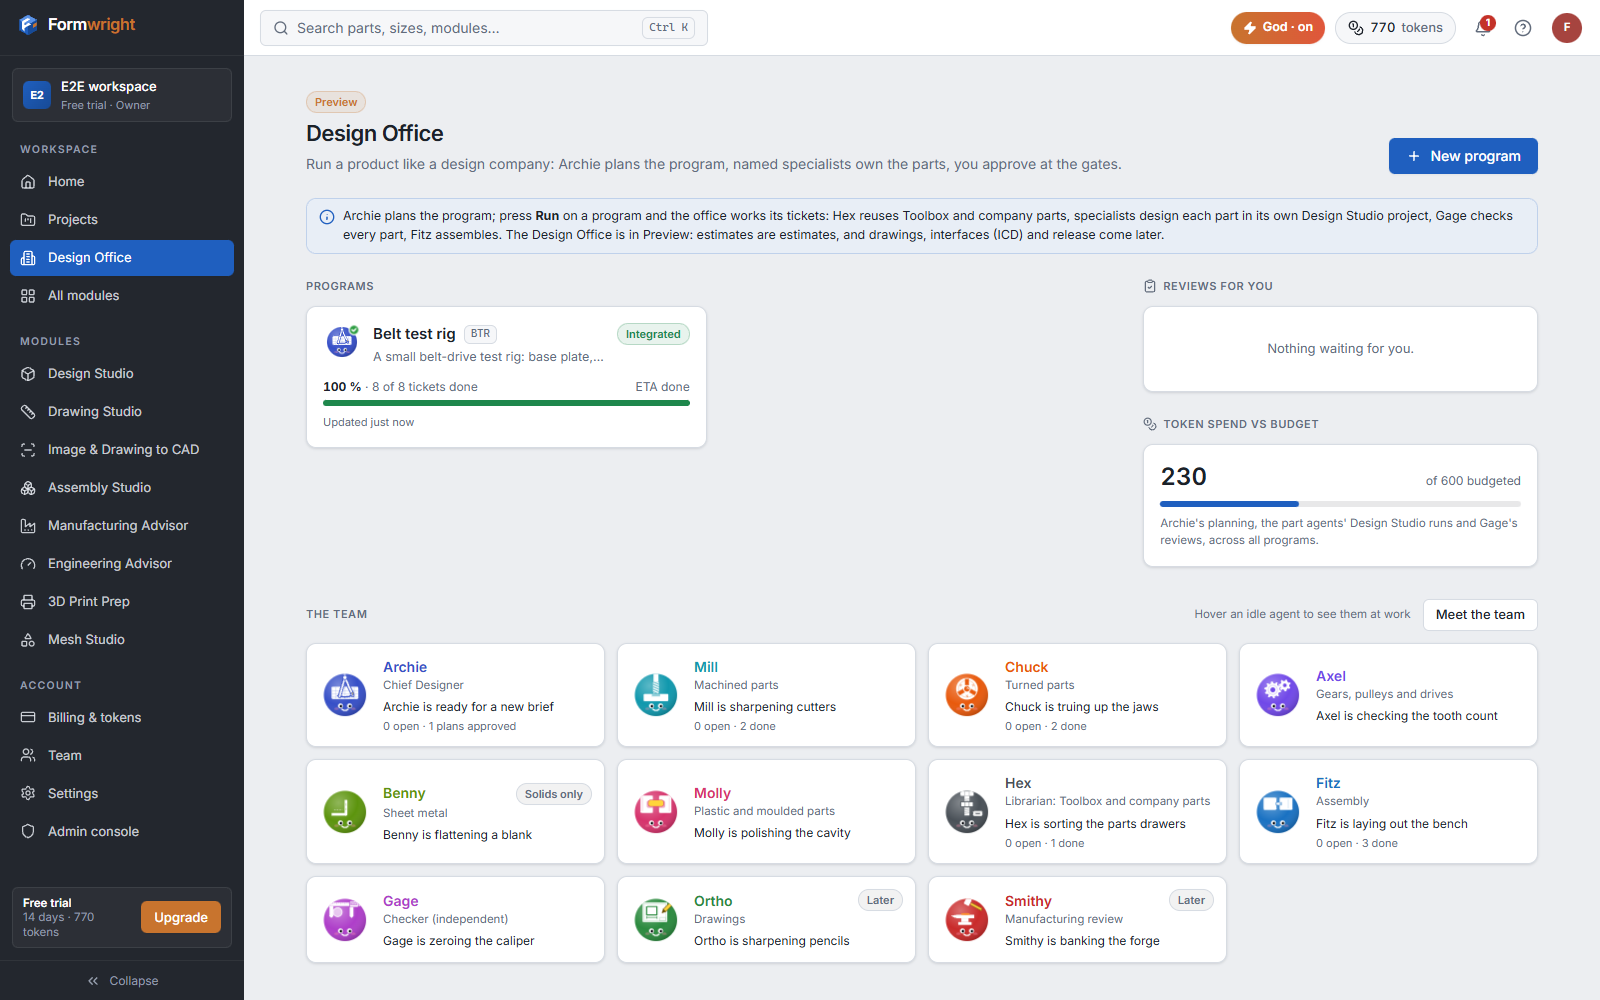 Formwright
Search parts, sizes, modules...
Ctrl K
God · on
770 tokens
1
F
E2
E2E workspace
Free trial · Owner
WORKSPACE
Home
Projects
Design Office
All modules
MODULES
Design Studio
Drawing Studio
Image & Drawing to CAD
Assembly Studio
Manufacturing Advisor
Engineering Advisor
3D Print Prep
Mesh Studio
ACCOUNT
Billing & tokens
Team
Settings
Admin console
Free trial
14 days · 770
tokens
Upgrade
Collapse
Preview
Design Office
Run a product like a design company: Archie plans the program, named specialists own the parts, you approve at the gates.
New program
Archie plans the program; press Run on a program and the office works its tickets: Hex reuses Toolbox and company parts, specialists design each part in its own Design Studio project, Gage checks
every part, Fitz assembles. The Design Office is in Preview: estimates are estimates, and drawings, interfaces (ICD) and release come later.
PROGRAMS
Belt test rig
BTR
Integrated
A small belt-drive test rig: base plate,...
100 % · 8 of 8 tickets done
ETA done
Updated just now
REVIEWS FOR YOU
Nothing waiting for you.
TOKEN SPEND VS BUDGET
230
of 600 budgeted
Archie's planning, the part agents' Design Studio runs and Gage's
reviews, across all programs.
THE TEAM
Hover an idle agent to see them at work
Meet the team
Archie
Chief Designer
Archie is ready for a new brief
0 open · 1 plans approved
Mill
Machined parts
Mill is sharpening cutters
0 open · 2 done
Chuck
Turned parts
Chuck is truing up the jaws
0 open · 2 done
Axel
Gears, pulleys and drives
Axel is checking the tooth count
Benny
Solids only
Sheet metal
Benny is flattening a blank
Molly
Plastic and moulded parts
Molly is polishing the cavity
Hex
Librarian: Toolbox and company parts
Hex is sorting the parts drawers
0 open · 1 done
Fitz
Assembly
Fitz is laying out the bench
0 open · 3 done
Gage
Checker (independent)
Gage is zeroing the caliper
Ortho
Later
Drawings
Ortho is sharpening pencils
Smithy
Later
Manufacturing review
Smithy is banking the forge